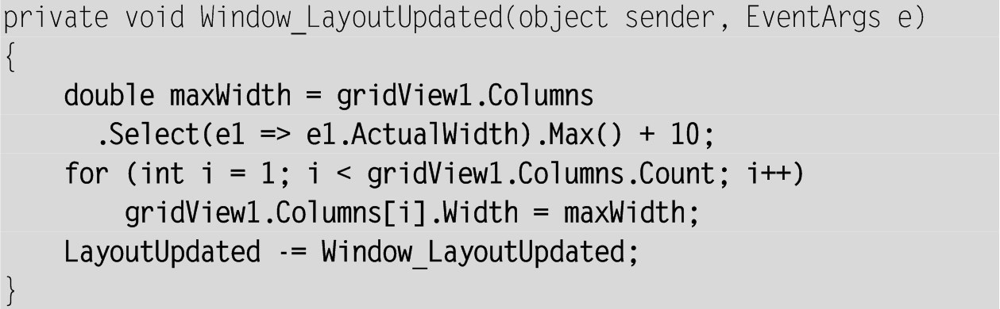 private void Window_LayoutUpdated(object sender, EventArgs e)
{
    double maxWidth = gridView1.Columns
      .Select(e1 => e1.ActualWidth).Max() + 10;
    for (int i = 1; i < gridView1.Columns.Count; i++)
        gridView1.Columns[i].Width = maxWidth;
    LayoutUpdated -= Window_LayoutUpdated;
}